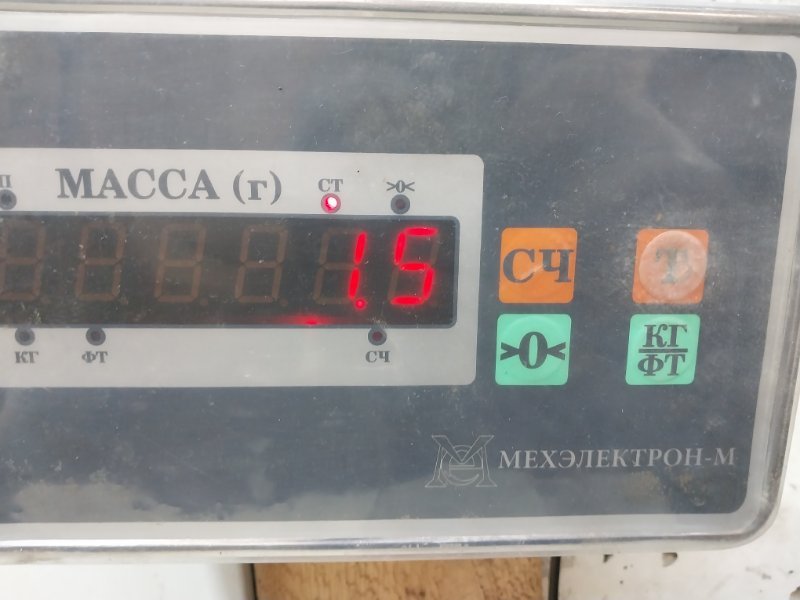 П
МАССА (г)
СТ
>0<
1.5
КГ
ФТ
СЧ
СЧ
Т
>0<
КГ
ФТ
МЕХЭЛЕКТРОН-М